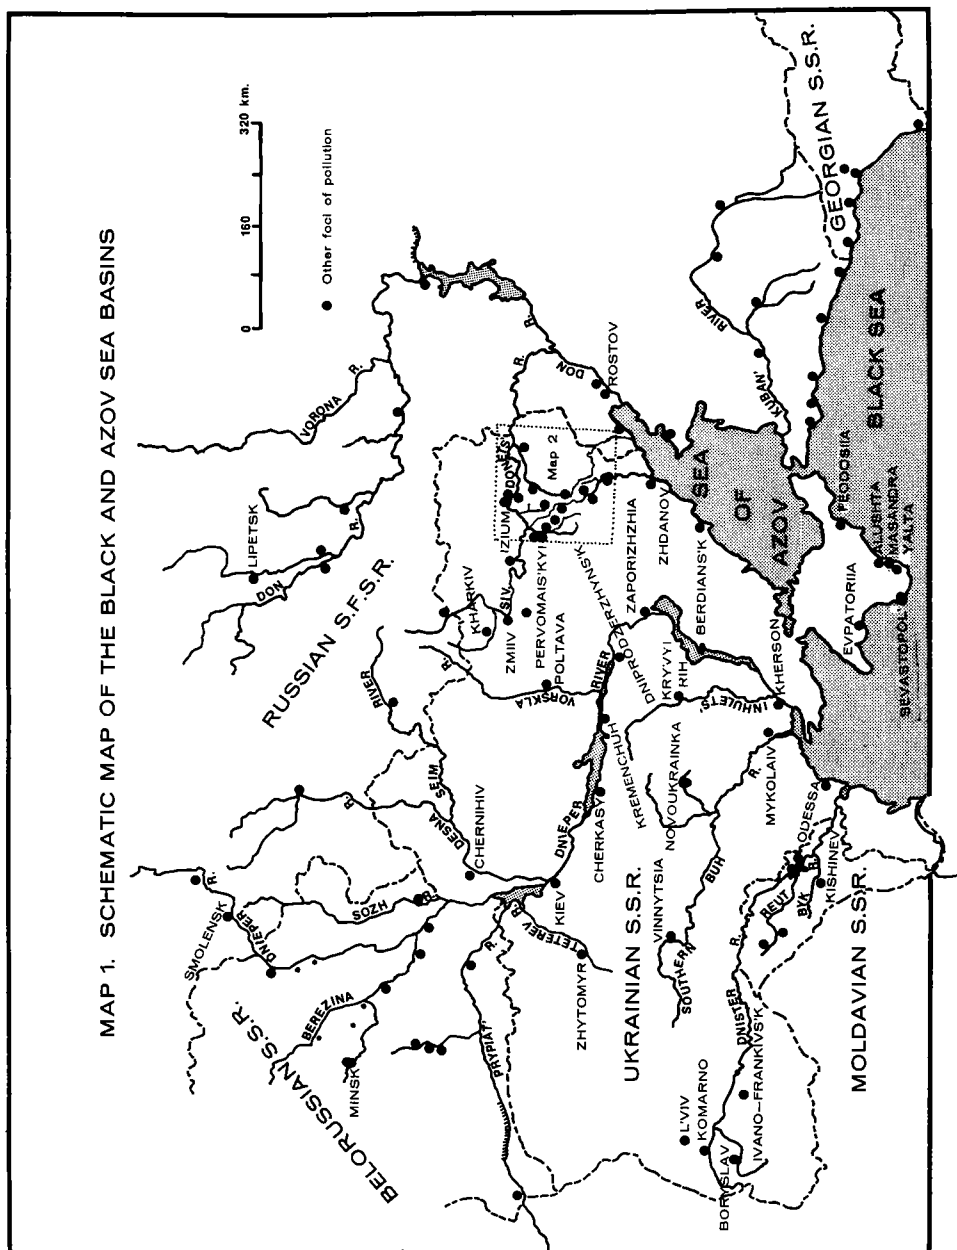 MAP 1. SCHEMATIC MAP OF THE BLACK AND AZOV SEA BASINS
0 160 320 km.
Other foci of pollution
SMOLENSK
DNIEPER R.
SOZH R.
BEREZINA
MINSK
BELORUSSIAN S.S.R.
DESNA R.
SEIM RIVER
CHERNIHIV
RUSSIAN S.F.S.R.
LIPETSK
DON R.
VORONA R.
KHARKIV
ZMIIV
SIV. DONETS' R.
IZIUM
PERVOMAIS'KYI
POLTAVA
VORSKLA R.
Map 2
DON R.
ROSTOV
PRYPIAT' R.
TETEREV R.
KIEV
ZHYTOMYR
DNIEPER RIVER
CHERKASY
KREMENCHUH
DNIPRODZERZHYNS'K
ZAPORIZHZHIA
ZHDANOV
BERDIANS'K
UKRAINIAN S.S.R.
VINNYTSIA
SOUTHERN BUH R.
NOVOUKRAINKA
KRYVYI
RIH
INHULETS'
KHERSON
MYKOLAIV
ODESSA
L'VIV
KOMARNO
BORYSLAV
IVANO-FRANKIVS'K
DNISTER R.
REUT R.
BYK
KISHINEV
MOLDAVIAN S.S.R.
SEA
OF
AZOV
KUBAN' RIVER
GEORGIAN S.S.R.
BLACK SEA
EVPATORIIA
SEVASTOPOL'
FEODOSIIA
ALUSHTA
MASANDRA
YALTA